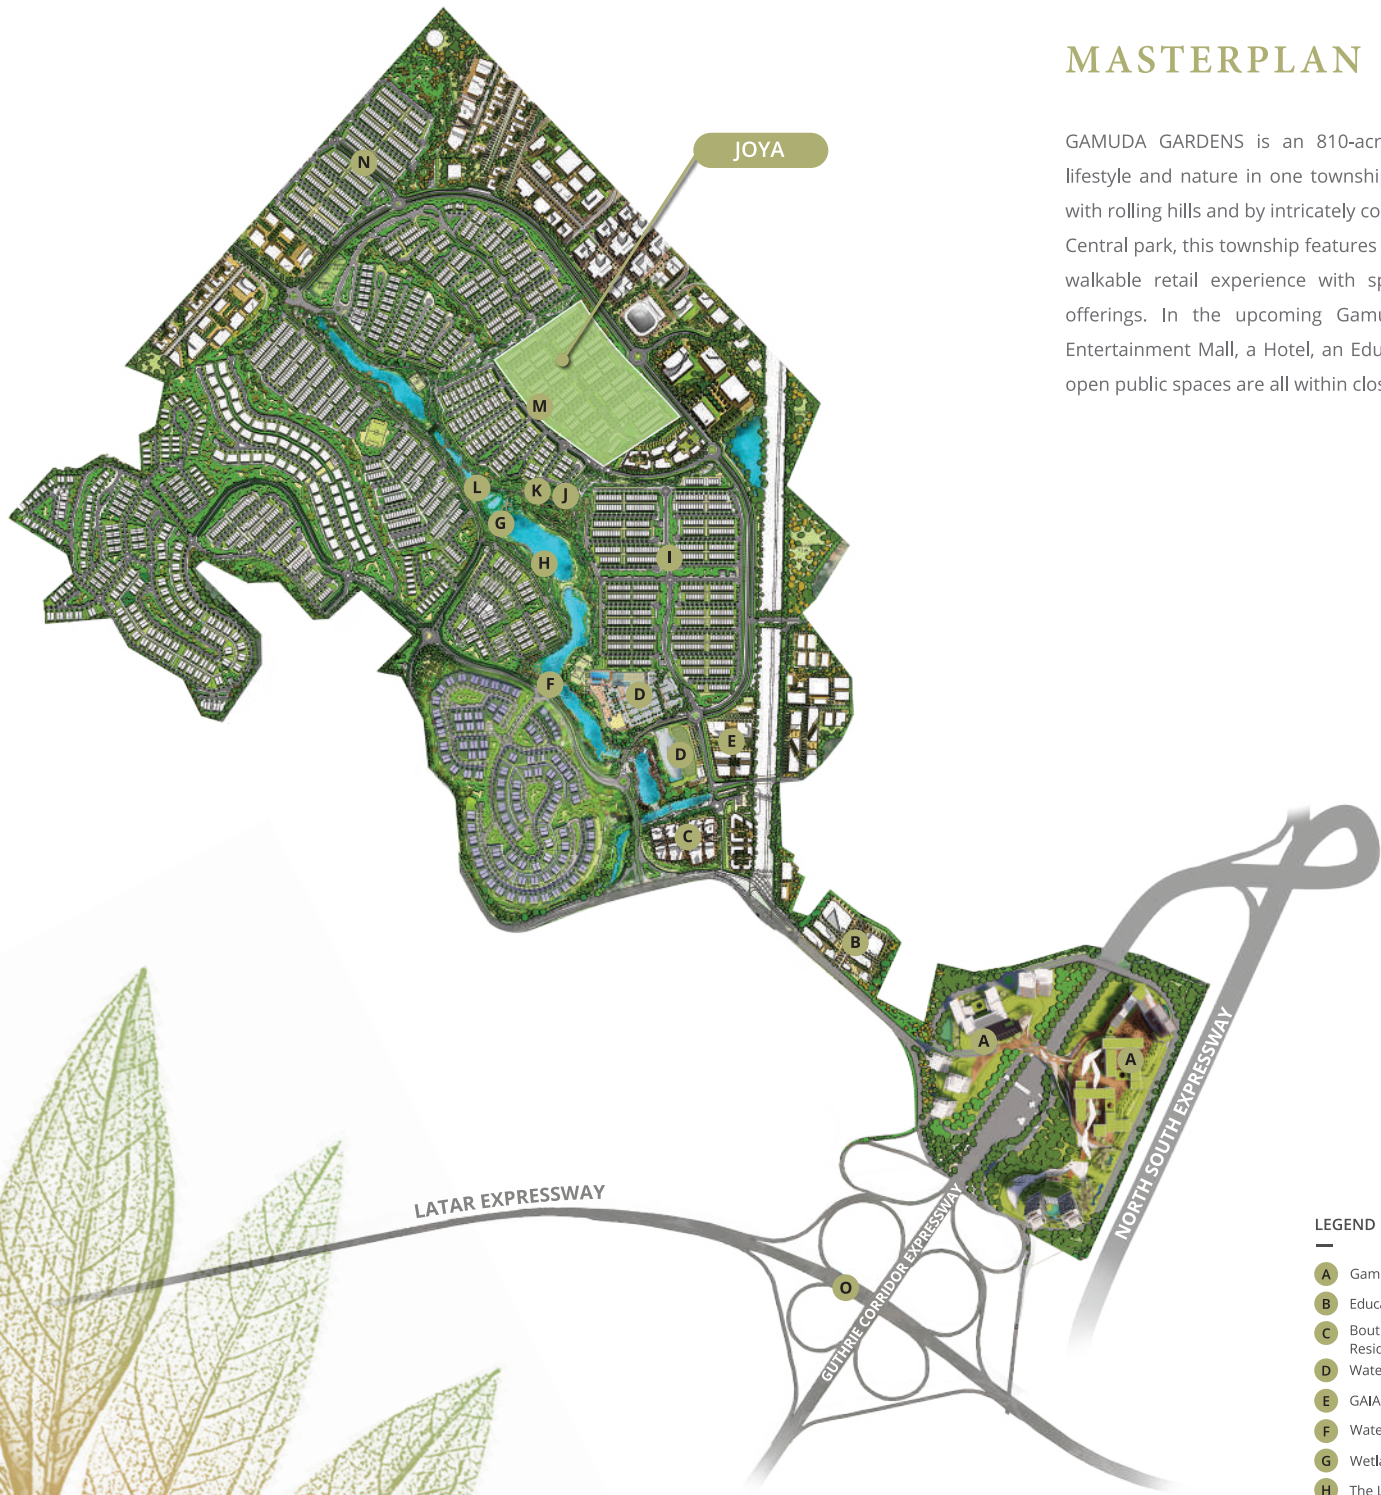 MASTERPLAN
GAMUDA GARDENS is an 810-acr
lifestyle and nature in one townshi
with rolling hills and by intricately co
Central park, this township features
walkable retail experience with sp
offerings. In the upcoming Gamu
Entertainment Mall, a Hotel, an Edu
open public spaces are all within clos
JOYA
N
M
L
K
J
G
H
I
F
D
E
D
C
B
A
A
O
LATAR EXPRESSWAY
GUTHRIE CORRIDOR EXPRESSWAY
NORTH SOUTH EXPRESSWAY
LEGEND
A Gam
B Educa
C Bout
Resid
D Wate
E GAIA
F Wate
G Wetla
H The L